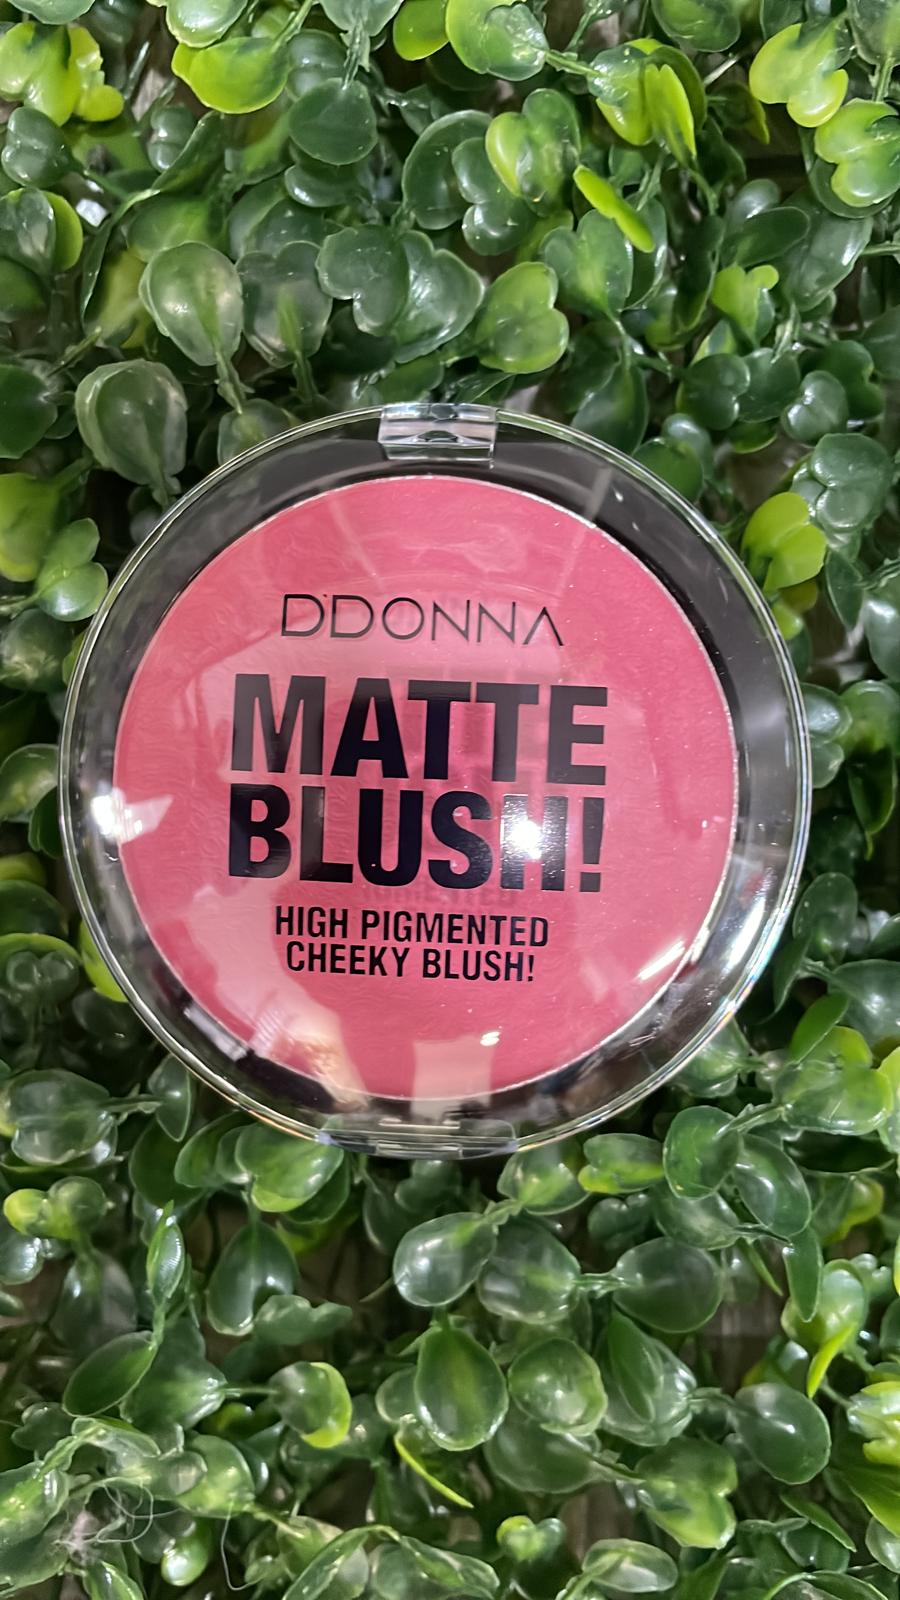 D'DONNA
MATTE
BLUSH!
HIGH PIGMENTED
CHEEKY BLUSH!